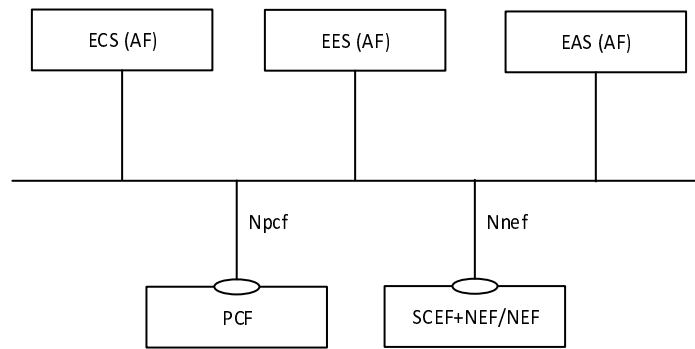 ECS (AF)
EES (AF)
EAS (AF)
Npcf
Nnef
PCF
SCEF+NEF/NEF